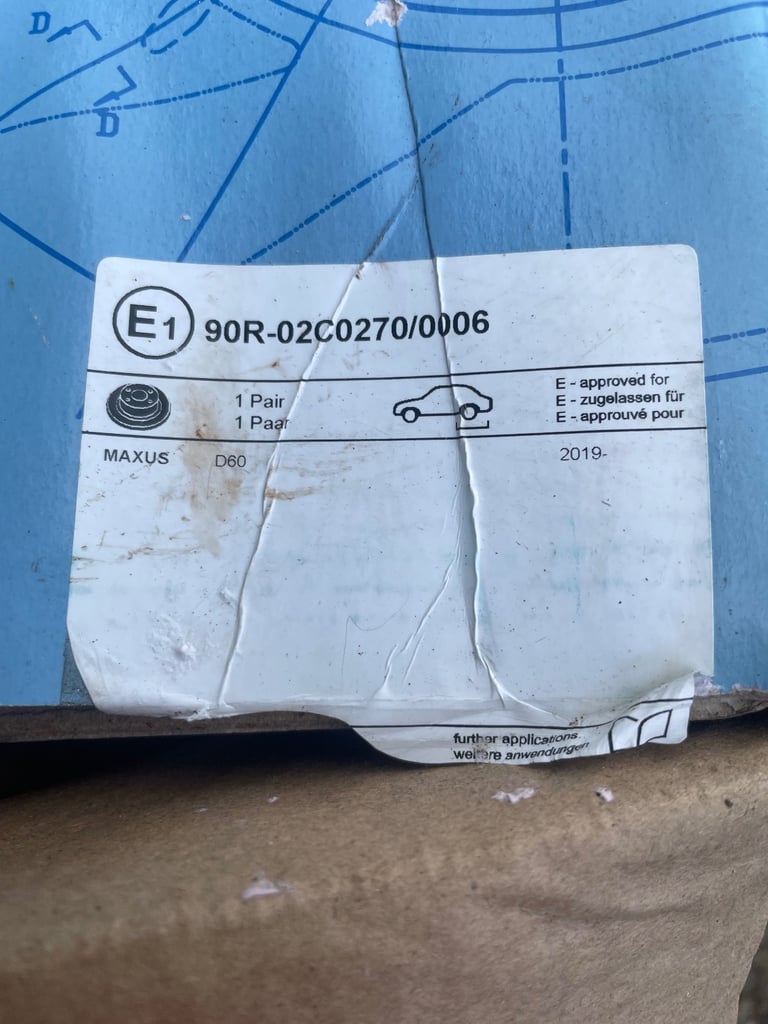 D
D
E1 90R-02C0270/0006
1 Pair
1 Paar
E - approved for
E - zugelassen für
E - approuvé pour
MAXUS D60 2019-
further applications
weitere anwendungen